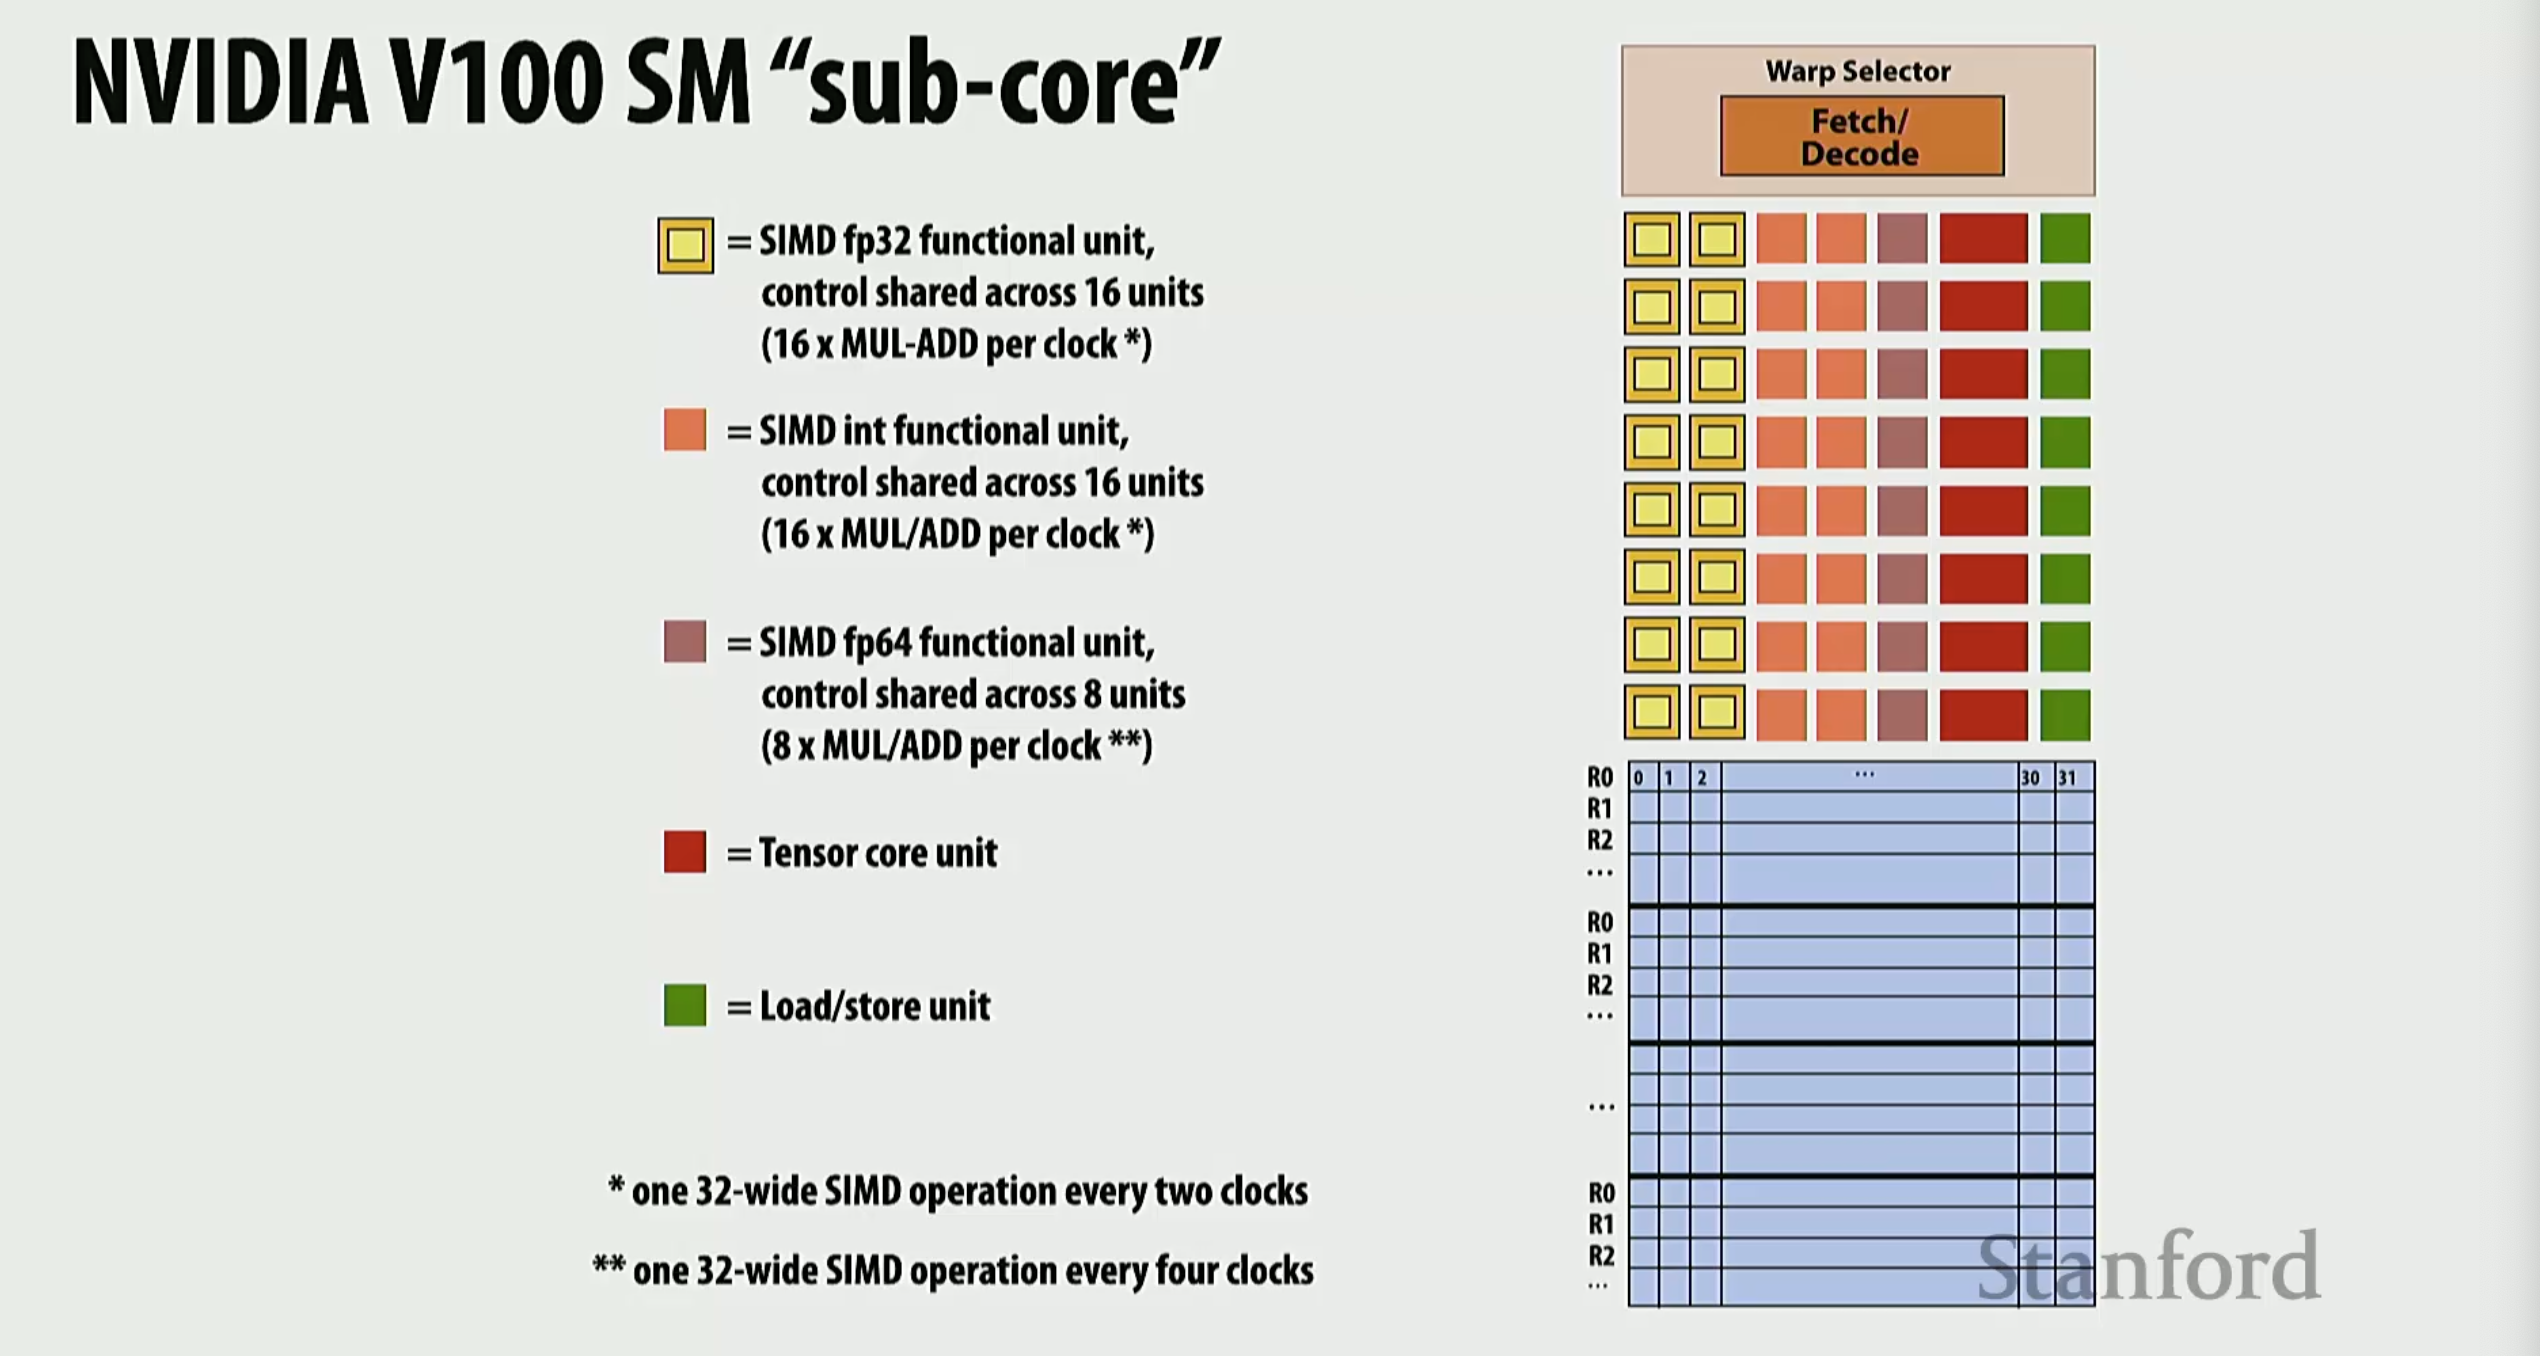 NVIDIA V100 SM “sub-core”
Warp Selector
Fetch/
Decode
= SIMD fp32 functional unit,
control shared across 16 units
(16 x MUL-ADD per clock *)
= SIMD int functional unit,
control shared across 16 units
(16 x MUL/ADD per clock *)
= SIMD fp64 functional unit,
control shared across 8 units
(8 x MUL/ADD per clock **)
= Tensor core unit
= Load/store unit
* one 32-wide SIMD operation every two clocks
** one 32-wide SIMD operation every four clocks
R0 0 1 2 ... 30 31
R1
R2
...
R0
R1
R2
...
...
R0
R1
R2
...
Stanford